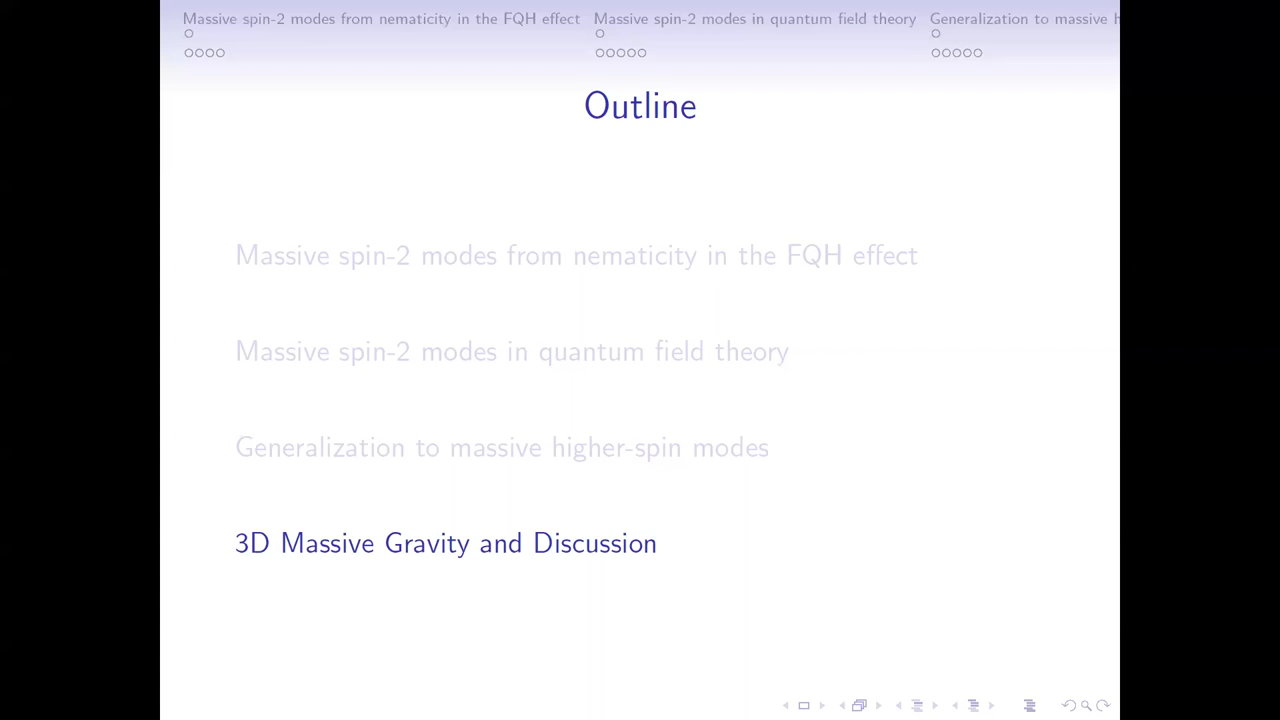 Massive spin-2 modes from nematicity in the FQH effect Massive spin-2 modes in quantum field theory Generalization to massive
Outline
Massive spin-2 modes from nematicity in the FQH effect
Massive spin-2 modes in quantum field theory
Generalization to massive higher-spin modes
3D Massive Gravity and Discussion